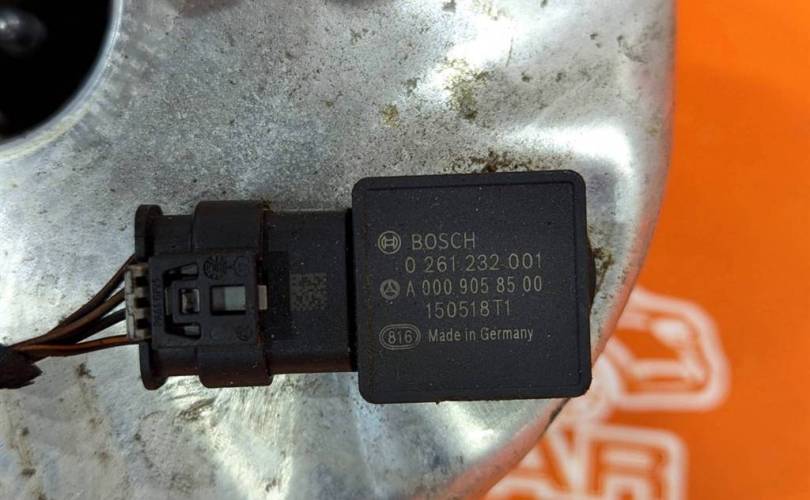 BOSCH
0 261 232 001
A 000 905 85 00
150518T1
816 Made in Germany